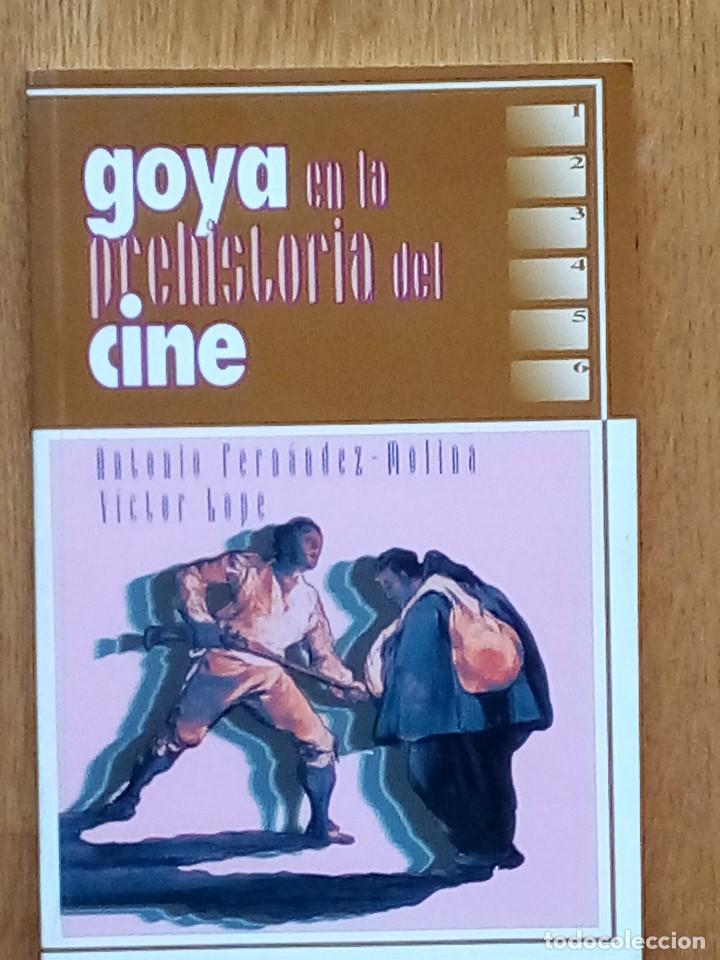 goya en la
prehistoria del
cine
1
2
3
4
5
6
Antonio Fernández-Molina
Víctor Lope
todocoleccion